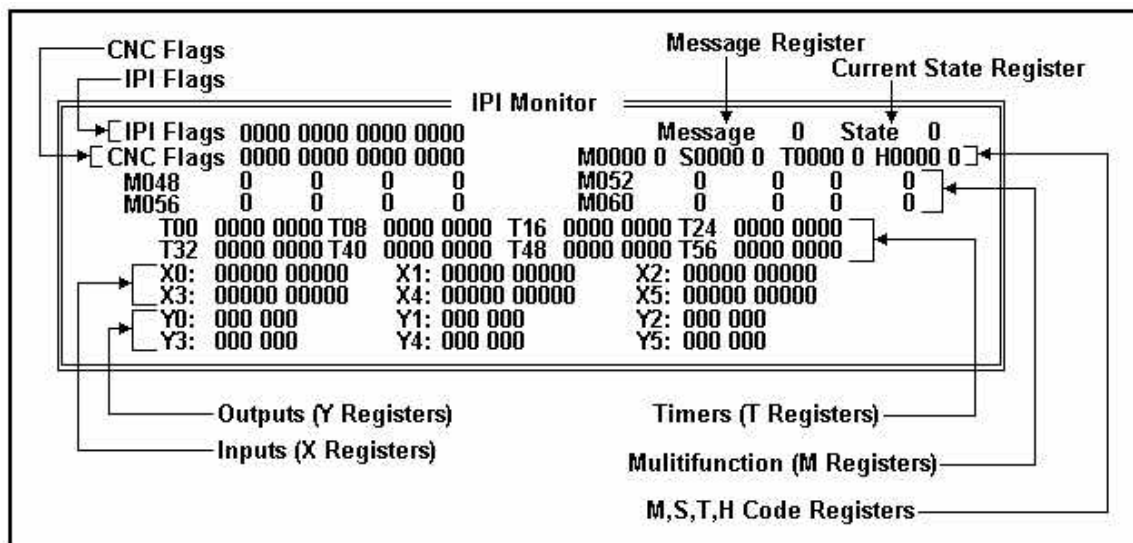 CNC Flags
IPI Flags
Message Register
Current State Register
IPI Monitor
IPI Flags 0000 0000 0000 0000 Message 0 State 0
CNC Flags 0000 0000 0000 0000 M0000 0 S0000 0 T0000 0 H0000 0
M048 0 0 0 0 M052 0 0 0 0
M056 0 0 0 0 M060 0 0 0 0
T00 0000 0000 T08 0000 0000 T16 0000 0000 T24 0000 0000
T32 0000 0000 T40 0000 0000 T48 0000 0000 T56 0000 0000
X0: 00000 00000 X1: 00000 00000 X2: 00000 00000
X3: 00000 00000 X4: 00000 00000 X5: 00000 00000
Y0: 000 000 Y1: 000 000 Y2: 000 000
Y3: 000 000 Y4: 000 000 Y5: 000 000
Outputs (Y Registers)
Inputs (X Registers)
Timers (T Registers)
Mulitifunction (M Registers)
M,S,T,H Code Registers